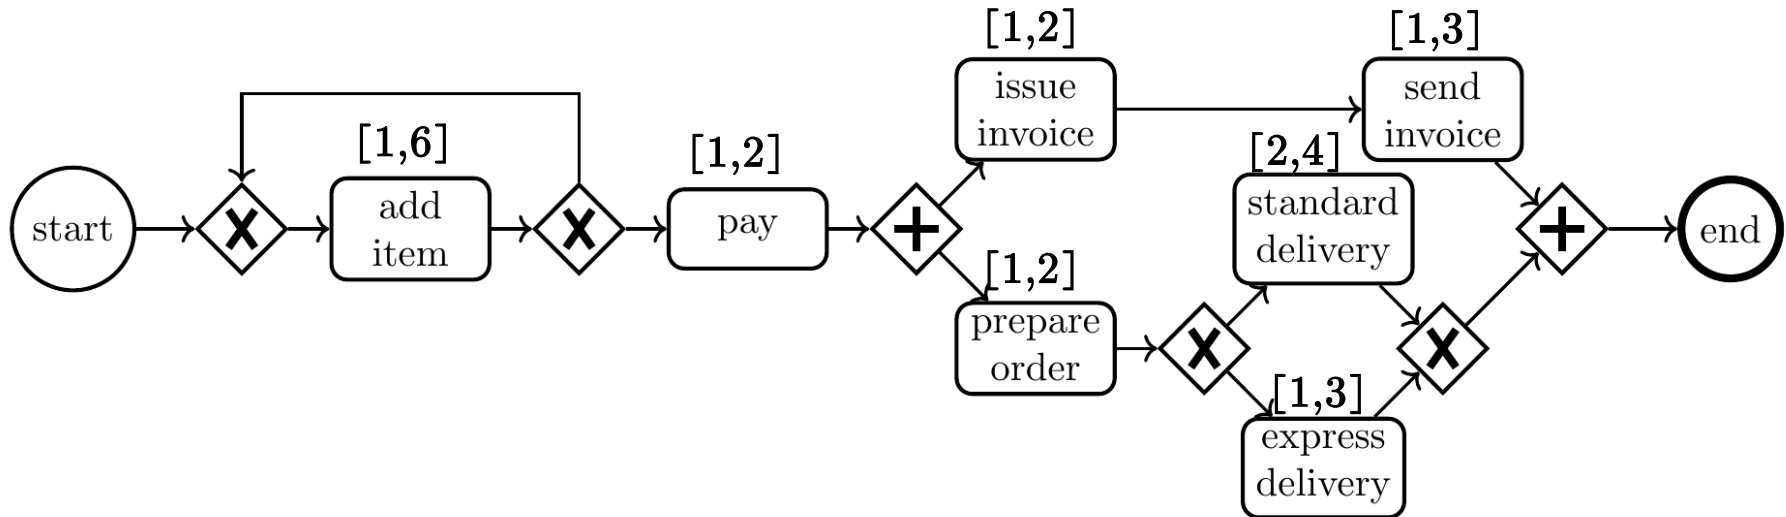 start
[1,6]
add
item
[1,2]
pay
[1,2]
issue
invoice
[1,3]
send
invoice
[1,2]
prepare
order
[2,4]
standard
delivery
[1,3]
express
delivery
end